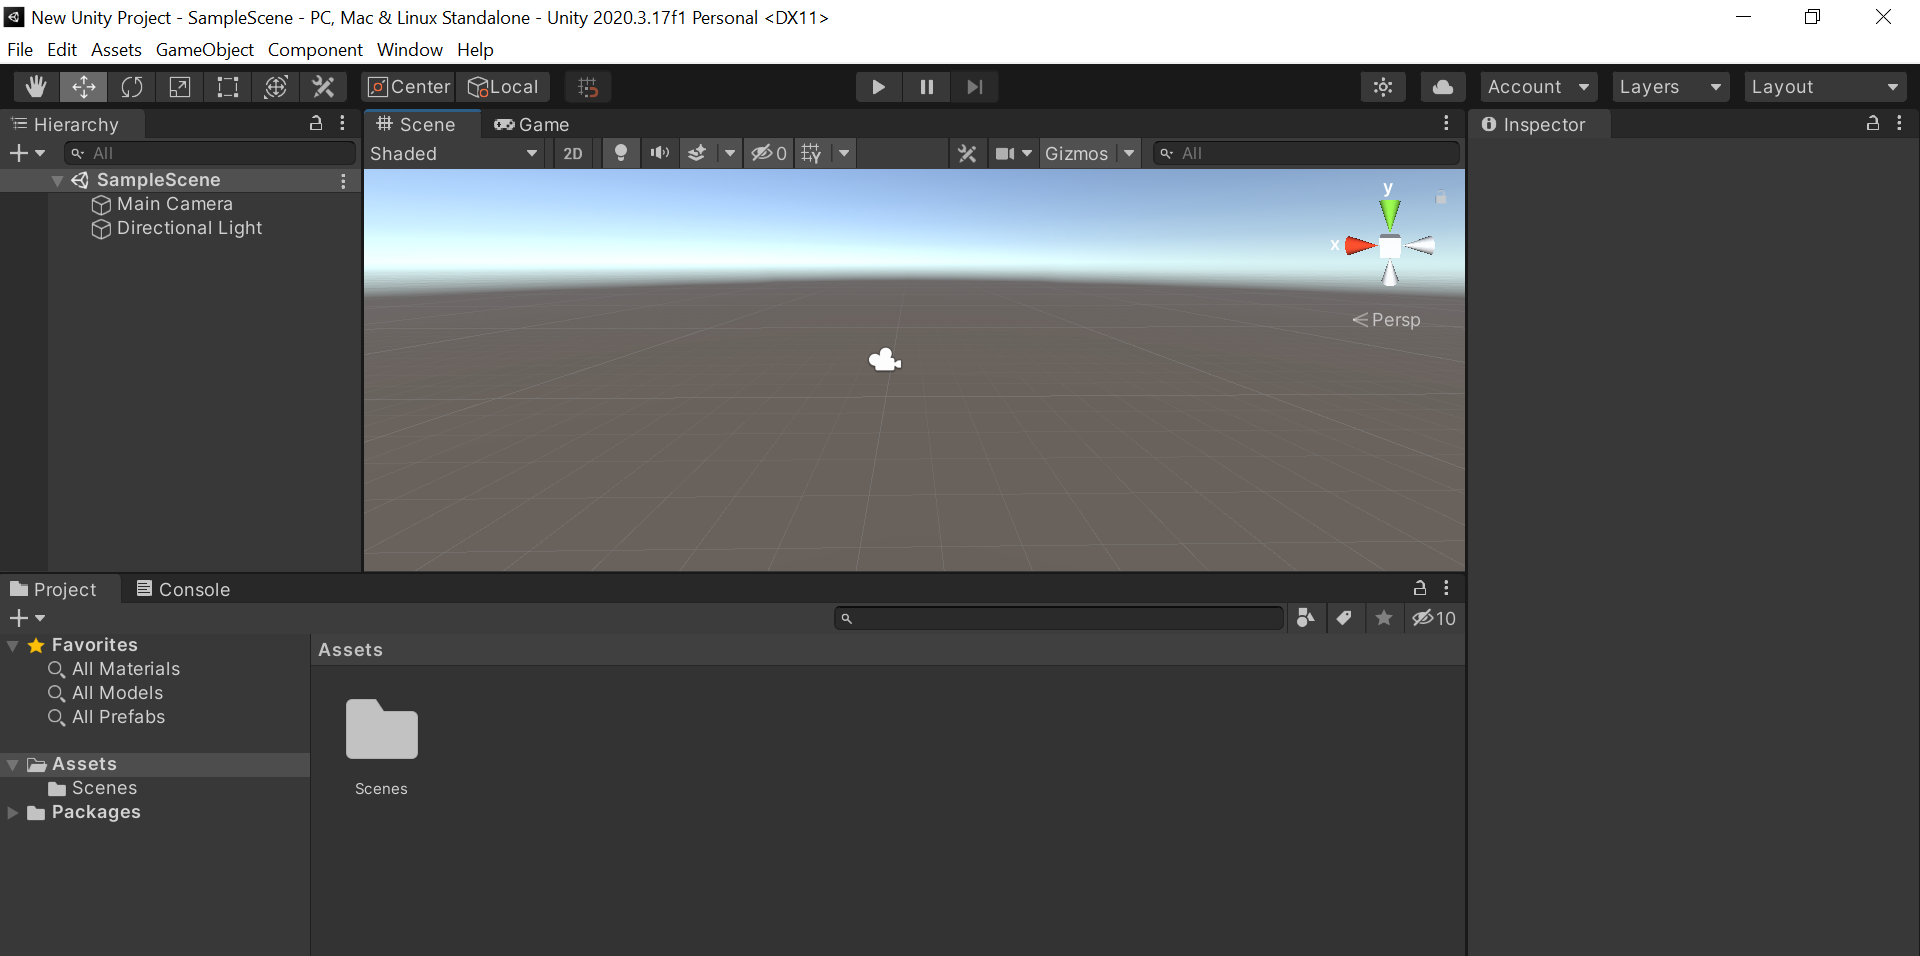 New Unity Project - SampleScene - PC, Mac & Linux Standalone - Unity 2020.3.17f1 Personal <DX11>
File Edit Assets GameObject Component Window Help
Center Local Account Layers Layout
Hierarchy
All
SampleScene
Main Camera
Directional Light
Scene Game
Shaded 2D 0 Gizmos All
y
x
Persp
Inspector
Project Console
10
Favorites
All Materials
All Models
All Prefabs
Assets
Scenes
Packages
Assets
Scenes